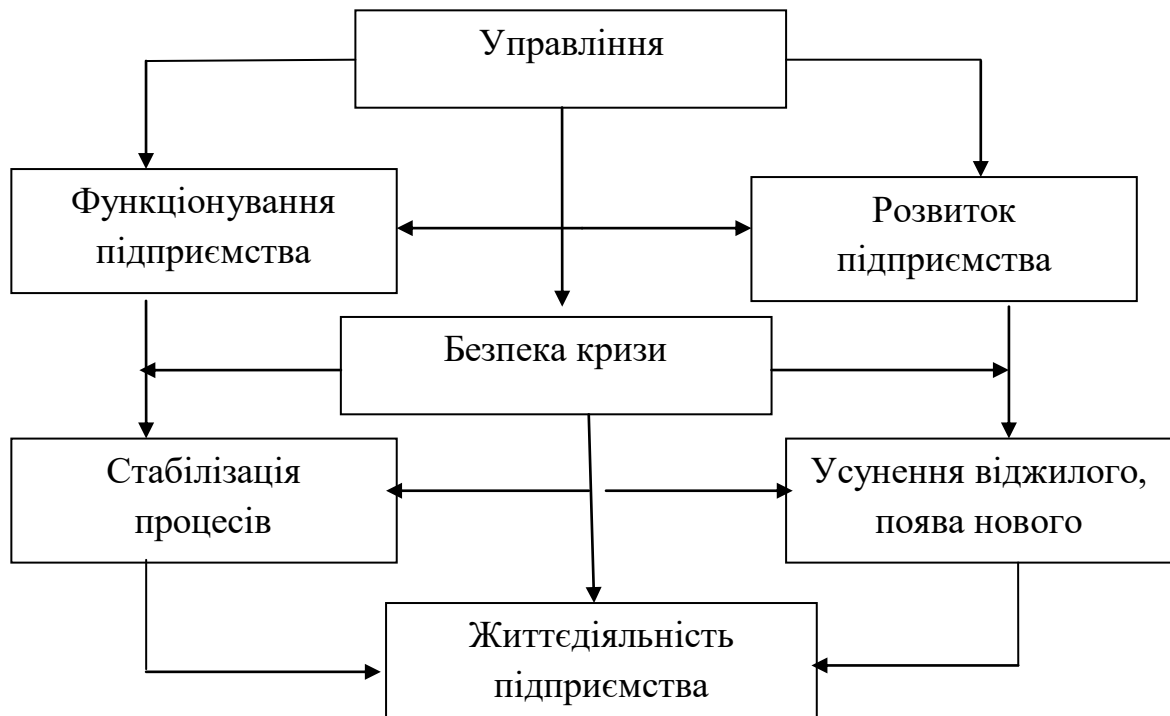 Управління
Функціонування
підприємства
Розвиток
підприємства
Безпека кризи
Стабілізація
процесів
Усунення віджилого,
поява нового
Життєдіяльність
підприємства